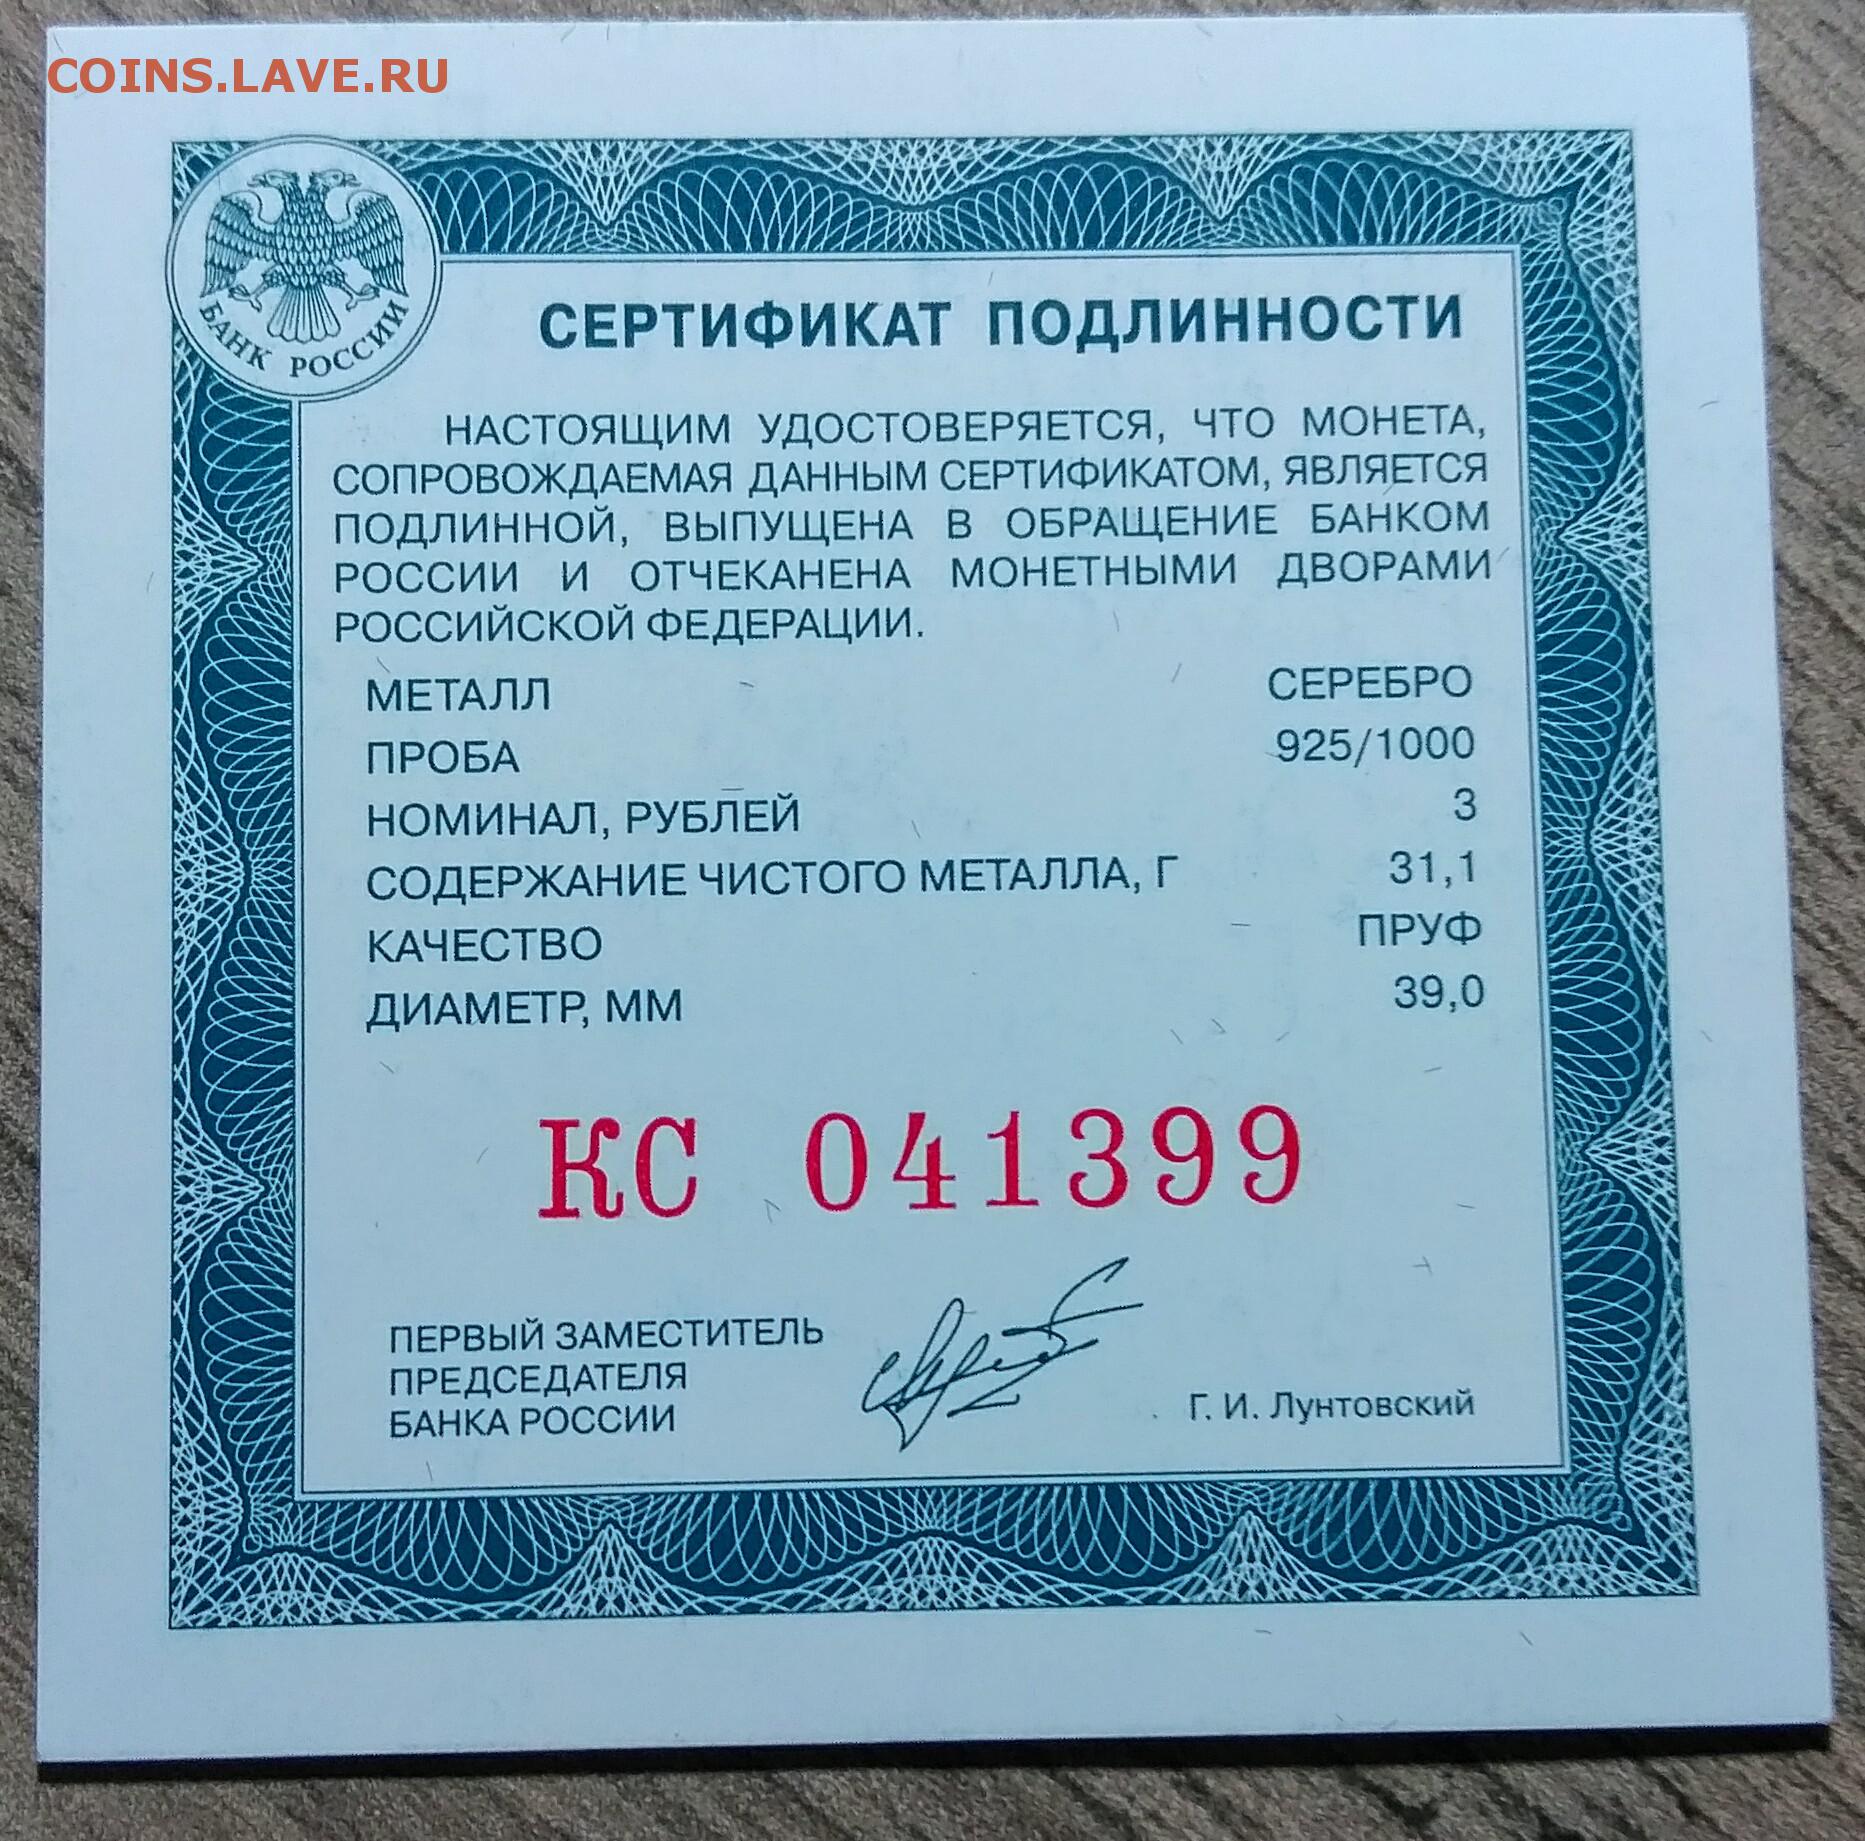 COINS.LAVE.RU
БАНК РОССИИ
СЕРТИФИКАТ ПОДЛИННОСТИ
НАСТОЯЩИМ УДОСТОВЕРЯЕТСЯ, ЧТО МОНЕТА,
СОПРОВОЖДАЕМАЯ ДАННЫМ СЕРТИФИКАТОМ, ЯВЛЯЕТСЯ
ПОДЛИННОЙ, ВЫПУЩЕНА В ОБРАЩЕНИЕ БАНКОМ
РОССИИ И ОТЧЕКАНЕНА МОНЕТНЫМИ ДВОРАМИ
РОССИЙСКОЙ ФЕДЕРАЦИИ.
МЕТАЛЛ СЕРЕБРО
ПРОБА 925/1000
НОМИНАЛ, РУБЛЕЙ 3
СОДЕРЖАНИЕ ЧИСТОГО МЕТАЛЛА, Г 31,1
КАЧЕСТВО ПРУФ
ДИАМЕТР, ММ 39,0
КС 041399
ПЕРВЫЙ ЗАМЕСТИТЕЛЬ
ПРЕДСЕДАТЕЛЯ
БАНКА РОССИИ
Г. И. Лунтовский